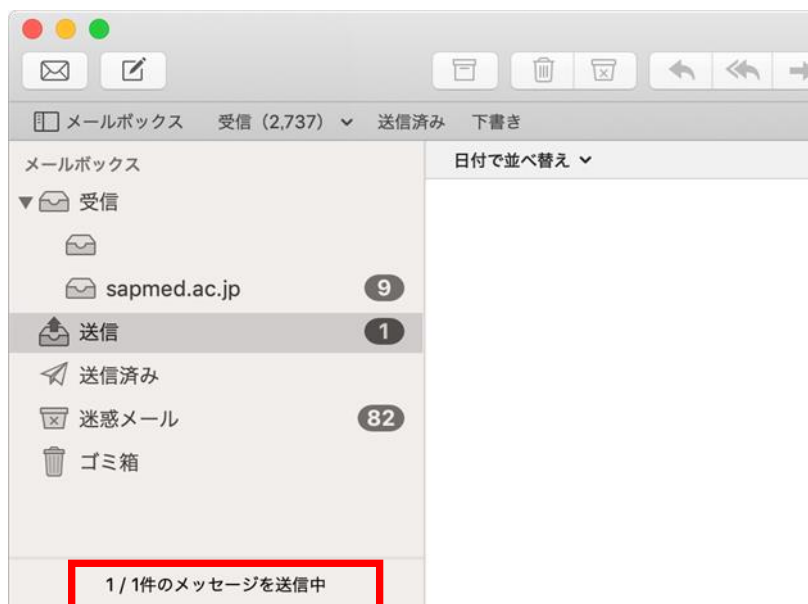 メールボックス 受信（2,737） 送信済み 下書き
メールボックス
日付で並べ替え
受信
sapmed.ac.jp 9
送信 1
送信済み
迷惑メール 82
ゴミ箱
1 / 1件のメッセージを送信中